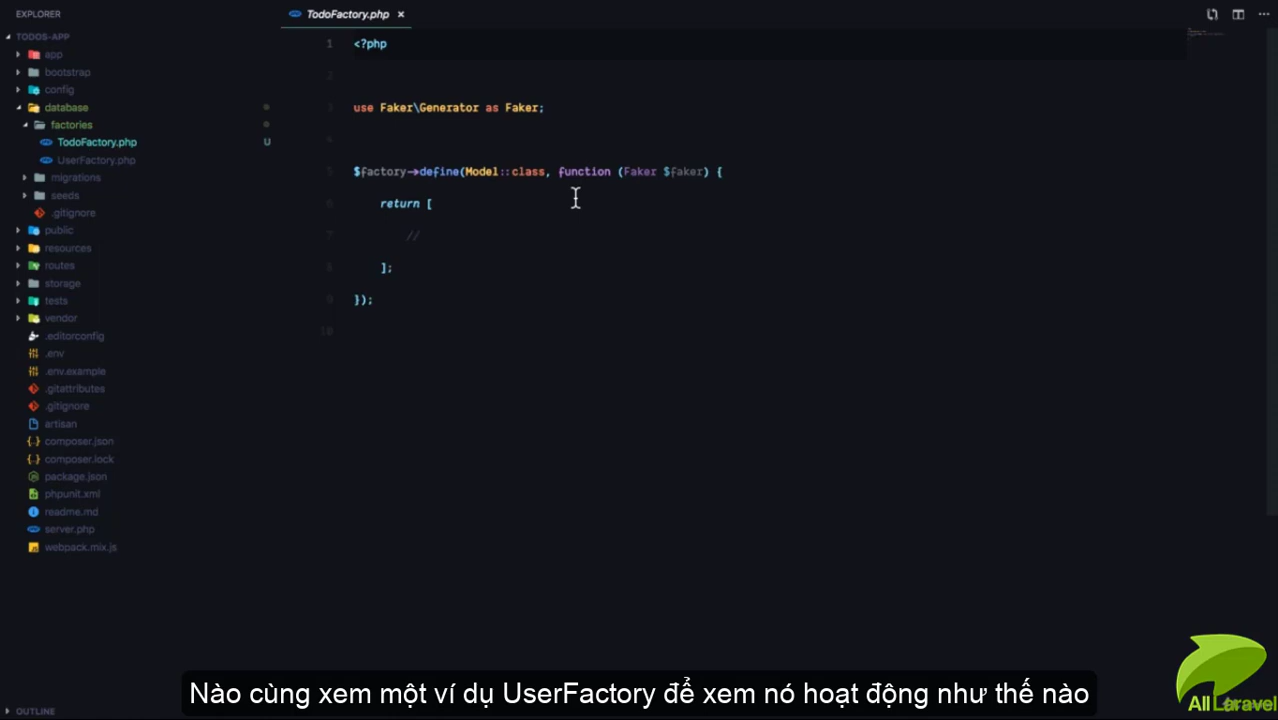 EXPLORER
TODOS-APP
app
bootstrap
config
database
factories
TodoFactory.php
U
UserFactory.php
migrations
seeds
.gitignore
public
resources
routes
storage
tests
vendor
.editorconfig
.env
.env.example
.gitattributes
.gitignore
artisan
composer.json
composer.lock
package.json
phpunit.xml
readme.md
server.php
webpack.mix.js
OUTLINE
TodoFactory.php ×
1 <?php
2
3 use Faker\Generator as Faker;
4
5 $factory->define(Model::class, function (Faker $faker) {
6 return [
7 //
8 ];
9 });
10
Nào cùng xem một ví dụ UserFactory để xem nó hoạt động như thế nào
All Laravel